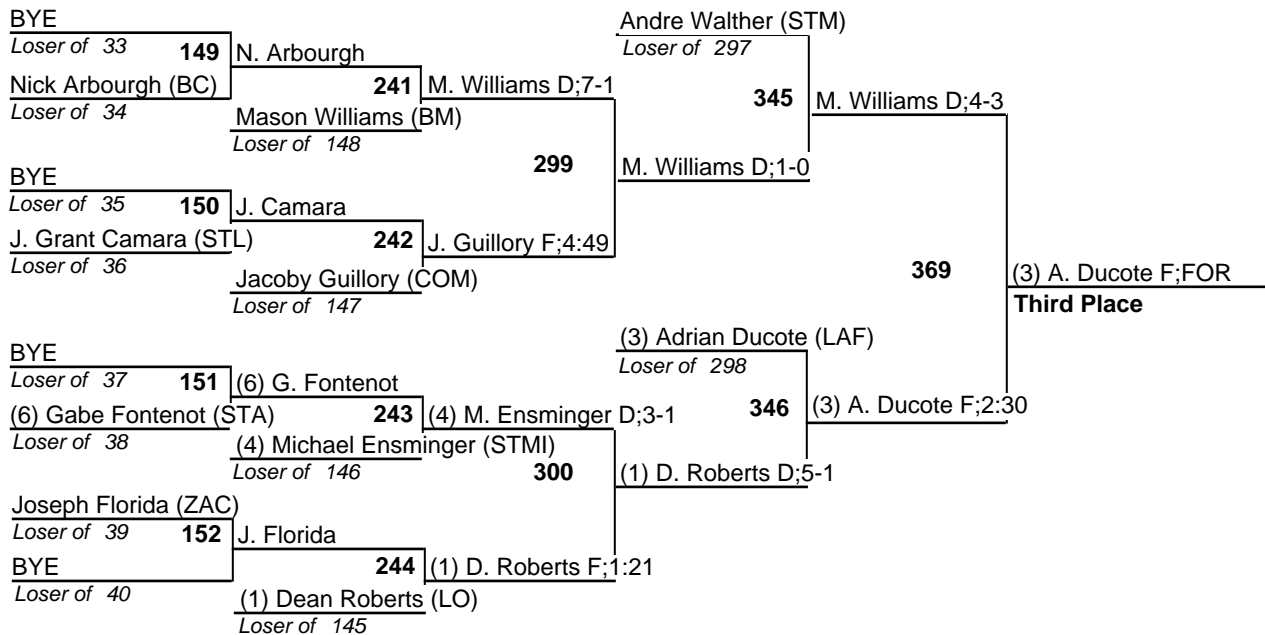 BYE
Loser of 33
149
Nick Arbourgh (BC)
Loser of 34
N. Arbourgh
241
Mason Williams (BM)
Loser of 148
M. Williams D;7-1
BYE
Loser of 35
150
J. Grant Camara (STL)
Loser of 36
J. Camara
242
Jacoby Guillory (COM)
Loser of 147
J. Guillory F;4:49
299
Andre Walther (STM)
Loser of 297
345
M. Williams D;1-0
M. Williams D;4-3
BYE
Loser of 37
151
(6) Gabe Fontenot (STA)
Loser of 38
(6) G. Fontenot
243
(4) Michael Ensminger (STMI)
Loser of 146
(4) M. Ensminger D;3-1
Joseph Florida (ZAC)
Loser of 39
152
BYE
Loser of 40
J. Florida
244
(1) Dean Roberts (LO)
Loser of 145
(1) D. Roberts F;1:21
300
(3) Adrian Ducote (LAF)
Loser of 298
346
(1) D. Roberts D;5-1
(3) A. Ducote F;2:30
369
(3) A. Ducote F;FOR
Third Place